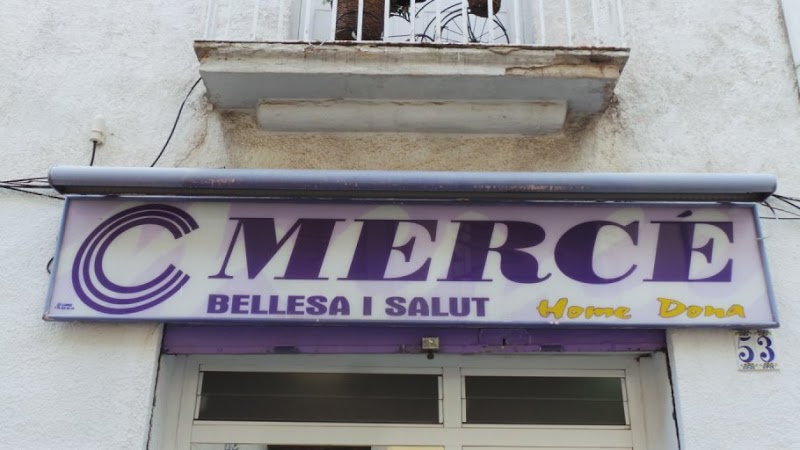 C MERCÉ
BELLESA I SALUT Home Dona
53